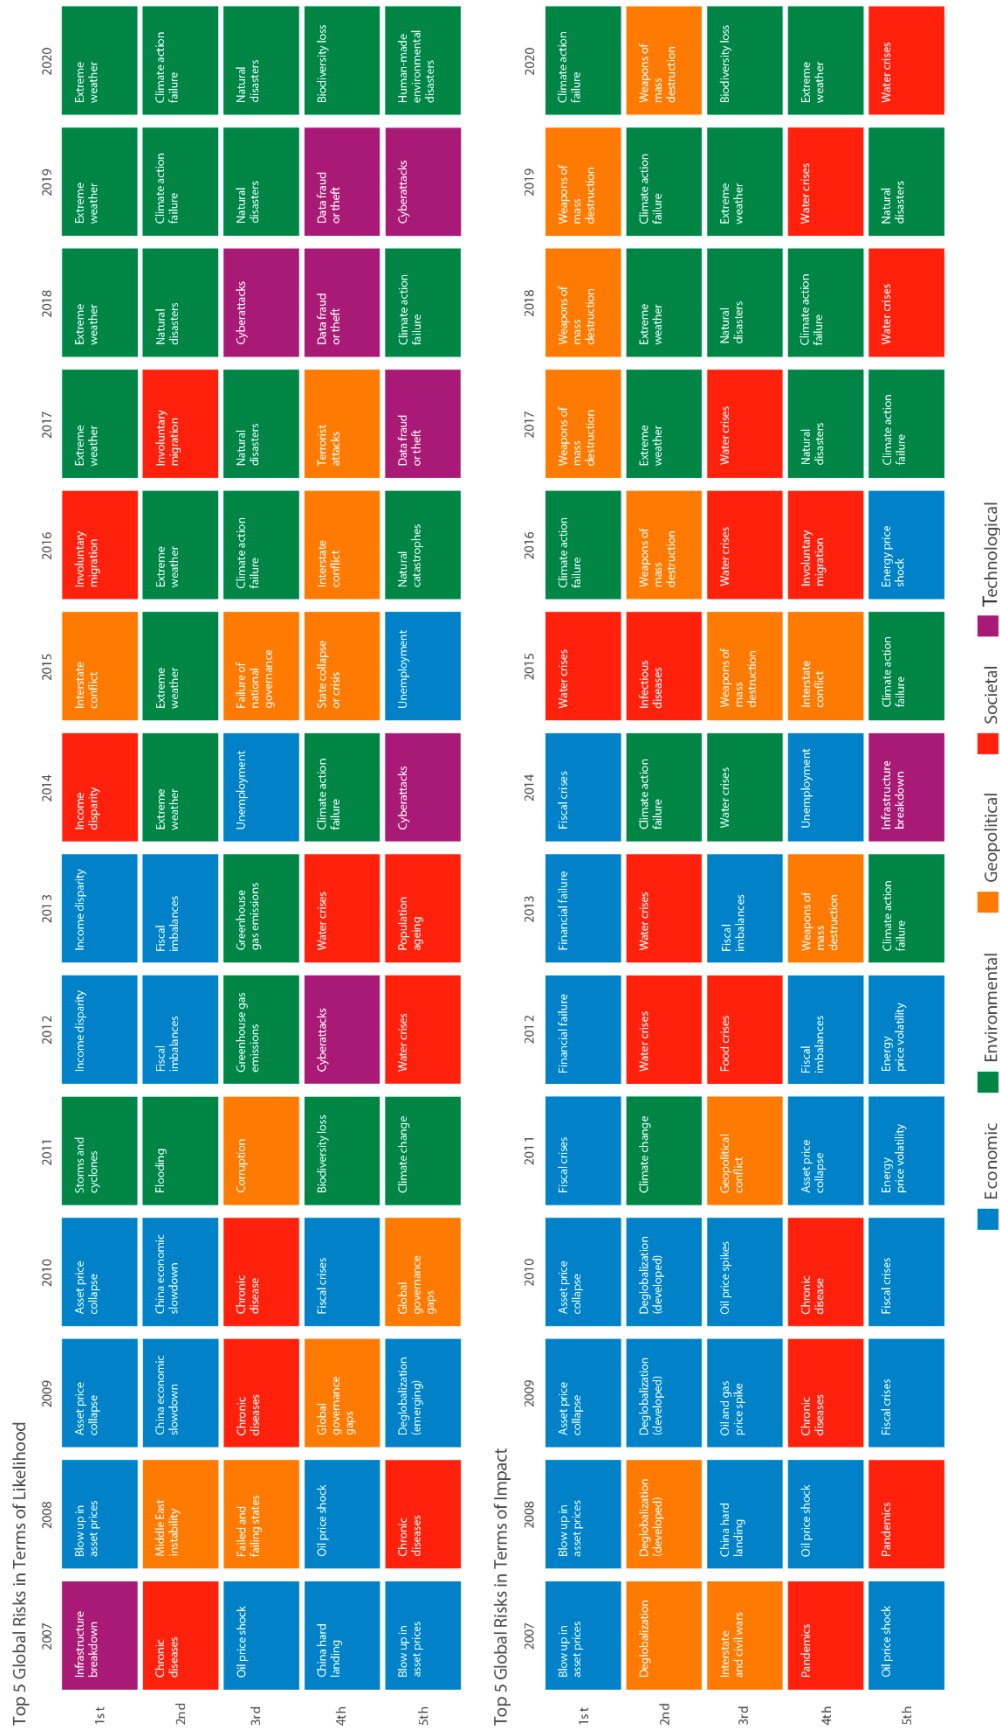 Top 5 Global Risks in Terms of Likelihood
2007
2008
2009
2010
2011
2012
2013
2014
2015
2016
2017
2018
2019
2020
1st
Infrastructure
breakdown
Blow up in
asset prices
Asset price
collapse
Asset price
collapse
Storms and
cyclones
Income disparity
Income disparity
Income
disparity
Interstate
conflict
Involuntary
migration
Extreme
weather
Extreme
weather
Extreme
weather
Extreme
weather
2nd
Chronic
diseases
Middle East
instability
China economic
slowdown
China economic
slowdown
Flooding
Fiscal
imbalances
Fiscal
imbalances
Extreme
weather
Extreme
weather
Extreme
weather
Involuntary
migration
Natural
disasters
Climate action
failure
Climate action
failure
3rd
Oil price shock
Failed and
failing states
Chronic
diseases
Chronic
disease
Corruption
Greenhouse gas
emissions
Greenhouse
gas emissions
Unemployment
Failure of
national
governance
Climate action
failure
Natural
disasters
Cyberattacks
Natural
disasters
Natural
disasters
4th
China hard
landing
Oil price shock
Global
governance
gaps
Fiscal crises
Biodiversity loss
Cyberattacks
Water crises
Climate action
failure
State collapse
or crisis
Interstate
conflict
Terrorist
attacks
Data fraud
or theft
Data fraud
or theft
Biodiversity loss
5th
Blow up in
asset prices
Chronic
diseases
Deglobalization
(emerging)
Global
governance
gaps
Climate change
Water crises
Population
ageing
Cyberattacks
Unemployment
Natural
catastrophes
Data fraud
or theft
Climate action
failure
Cyberattacks
Human-made
environmental
disasters
Top 5 Global Risks in Terms of Impact
2007
2008
2009
2010
2011
2012
2013
2014
2015
2016
2017
2018
2019
2020
1st
Blow up in
asset prices
Blow up in
asset prices
Asset price
collapse
Asset price
collapse
Fiscal crises
Financial failure
Financial failure
Fiscal crises
Water crises
Climate action
failure
Weapons of
mass
destruction
Weapons of
mass
destruction
Weapons of
mass
destruction
Climate action
failure
2nd
Deglobalization
Deglobalization
(developed)
Deglobalization
(developed)
Deglobalization
(developed)
Climate change
Water crises
Water crises
Climate action
failure
Infectious
diseases
Weapons of
mass
destruction
Extreme
weather
Extreme
weather
Climate action
failure
Weapons of
mass
destruction
3rd
Interstate
and civil wars
China hard
landing
Oil and gas
price spike
Oil price spikes
Geopolitical
conflict
Food crises
Fiscal
imbalances
Water crises
Weapons of
mass
destruction
Water crises
Water crises
Natural
disasters
Extreme
weather
Biodiversity loss
4th
Pandemics
Oil price shock
Chronic
diseases
Chronic
disease
Asset price
collapse
Fiscal
imbalances
Weapons of
mass
destruction
Unemployment
Interstate
conflict
Involuntary
migration
Natural
disasters
Climate action
failure
Water crises
Extreme
weather
5th
Oil price shock
Pandemics
Fiscal crises
Fiscal crises
Energy
price volatility
Energy
price volatility
Climate action
failure
Infrastructure
breakdown
Climate action
failure
Energy price
shock
Climate action
failure
Water crises
Natural
disasters
Water crises
Economic
Environmental
Geopolitical
Societal
Technological